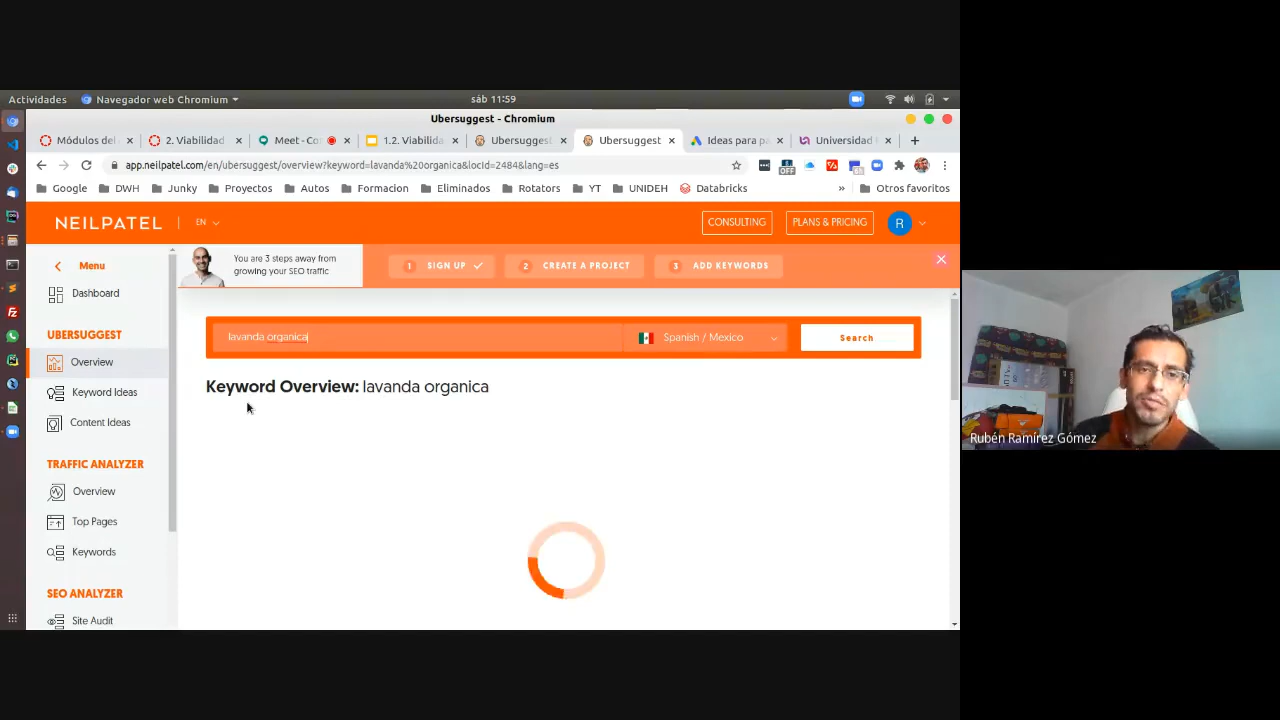 Actividades
Navegador web Chromium
sáb 11:59
Ubersuggest - Chromium
Módulos del
2. Viabilidad
Meet - Co
1.2. Viabilida
Ubersuggest
Ubersuggest
Ideas para pa
Universidad
app.neilpatel.com/en/ubersuggest/overview?keyword=lavanda%20organica&locId=2484&lang=es
OFF
Google
DWH
Junky
Proyectos
Autos
Formacion
Eliminados
Rotators
YT
UNIDEH
Databricks
»
Otros favoritos
NEILPATEL
EN
CONSULTING
PLANS & PRICING
R
Menu
You are 3 steps away from
growing your SEO traffic
1 SIGN UP
2 CREATE A PROJECT
3 ADD KEYWORDS
Dashboard
UBERSUGGEST
Overview
Keyword Ideas
Content Ideas
TRAFFIC ANALYZER
Overview
Top Pages
Keywords
SEO ANALYZER
Site Audit
lavanda organica
Spanish / Mexico
Search
Keyword Overview: lavanda organica
Rubén Ramírez Gómez